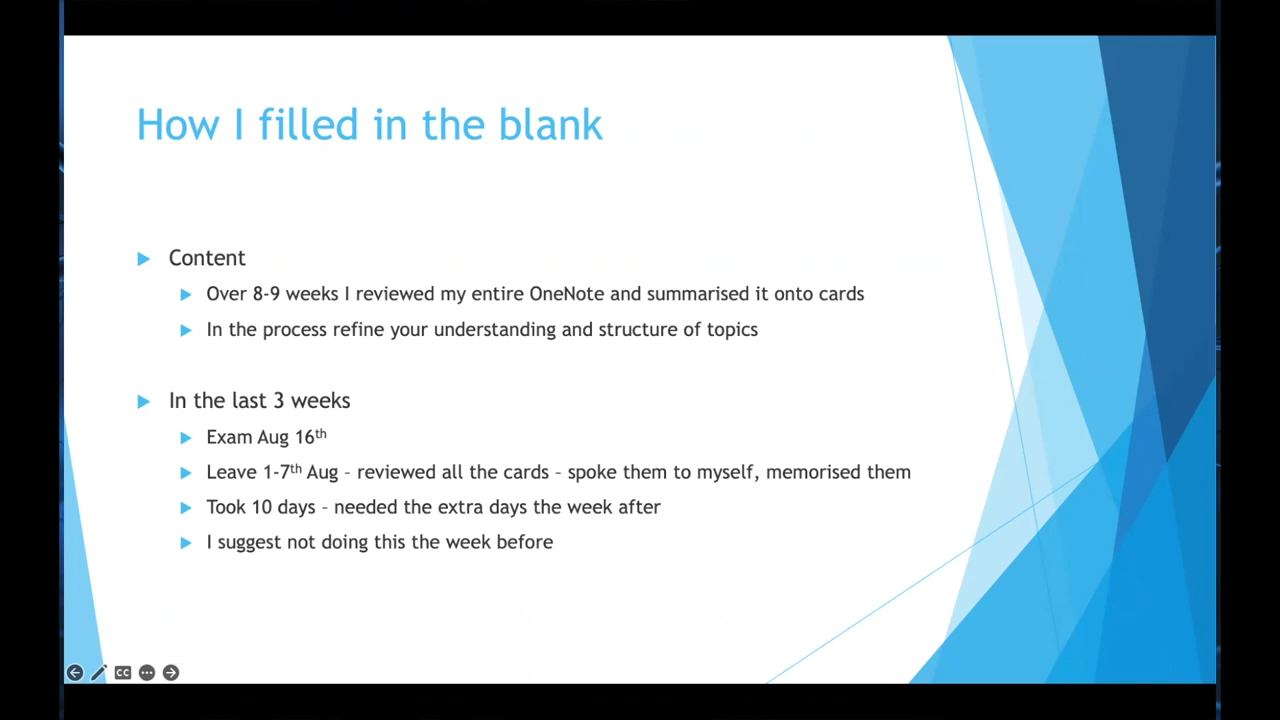 How I filled in the blank
Content
Over 8-9 weeks I reviewed my entire OneNote and summarised it onto cards
In the process refine your understanding and structure of topics
In the last 3 weeks
Exam Aug 16th
Leave 1-7th Aug – reviewed all the cards – spoke them to myself, memorised them
Took 10 days – needed the extra days the week after
I suggest not doing this the week before
CC